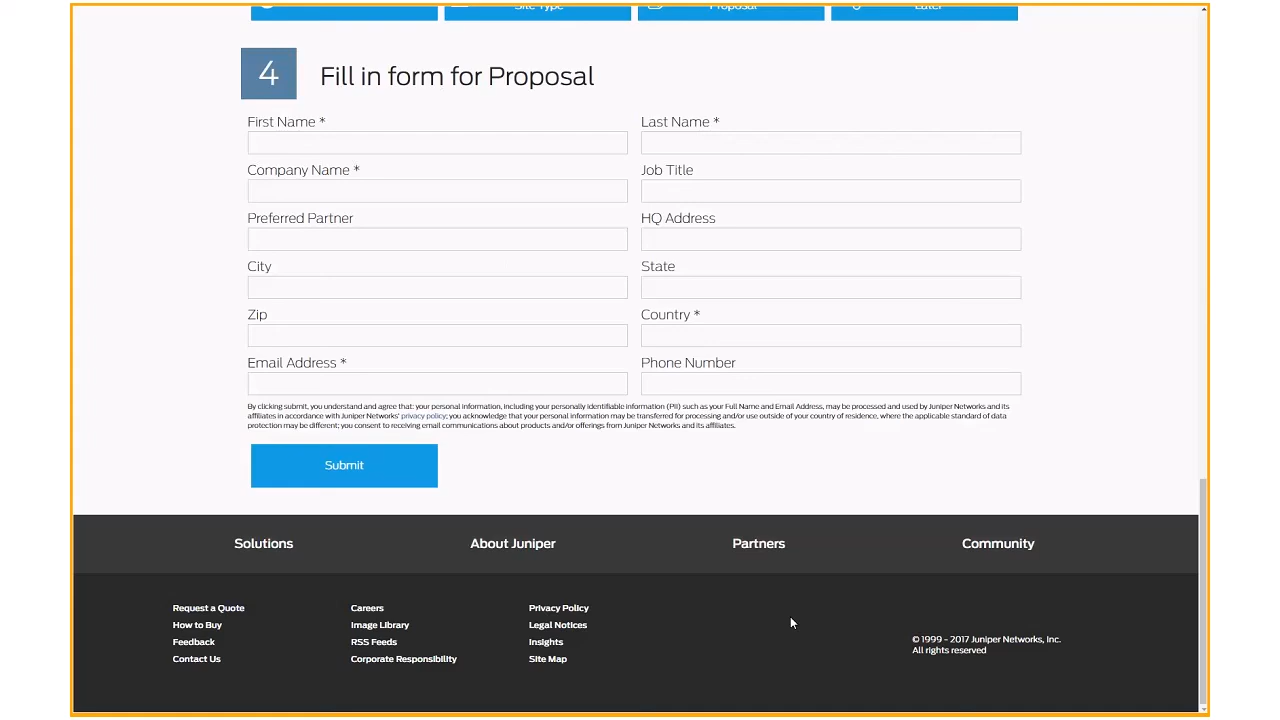 Site Type Proposal Later
4 Fill in form for Proposal
First Name * Last Name *
Company Name * Job Title
Preferred Partner HQ Address
City State
Zip Country *
Email Address * Phone Number
By clicking submit, you understand and agree that: your personal information, including your personally identifiable information (PII) such as your Full Name and Email Address, may be processed and used by Juniper Networks and its
affiliates in accordance with Juniper Networks' privacy policy; you acknowledge that your personal information may be transferred for processing and/or use outside of your country of residence, where the applicable standard of data
protection may be different; you consent to receiving email communications about products and/or offerings from Juniper Networks and its affiliates.
Submit
Solutions About Juniper Partners Community
Request a Quote Careers Privacy Policy
How to Buy Image Library Legal Notices
Feedback RSS Feeds Insights
Contact Us Corporate Responsibility Site Map
© 1999 - 2017 Juniper Networks, Inc.
All rights reserved